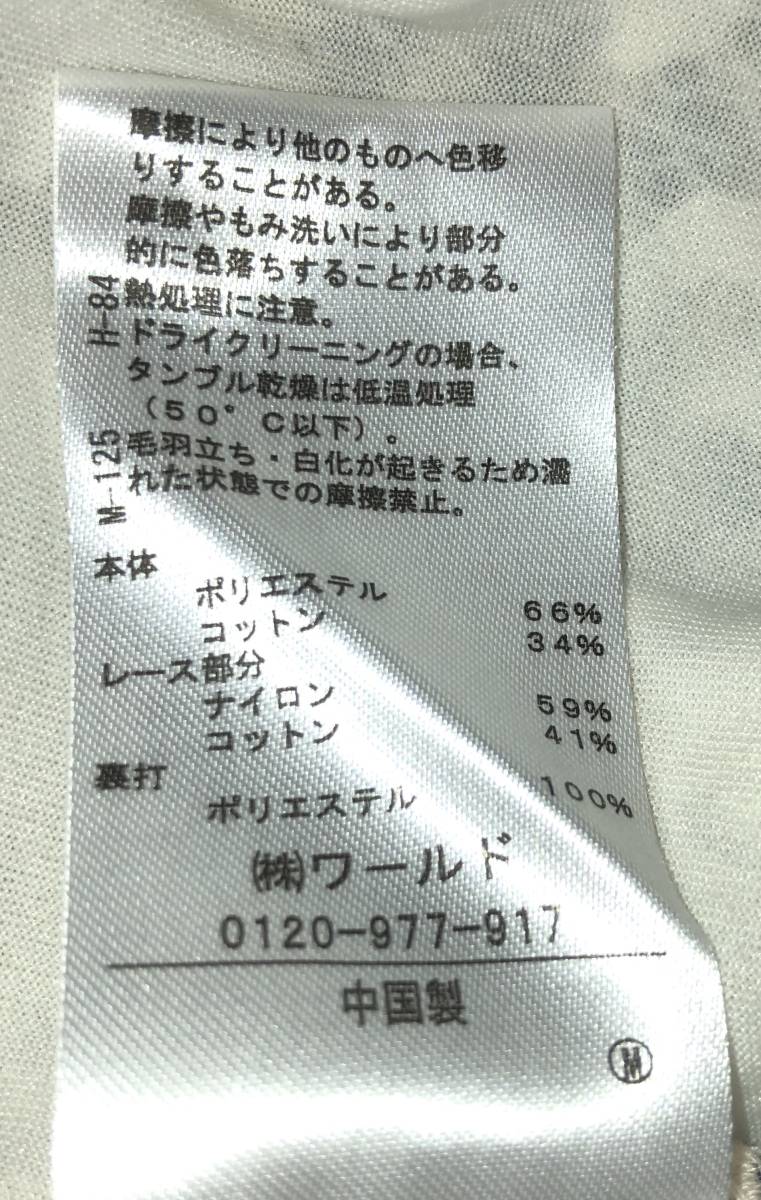 摩擦により他のものへ色移
りすることがある。
摩擦やもみ洗いにより部分
的に色落ちすることがある。
熱処理に注意。
ドライクリーニングの場合、
タンブル乾燥は低温処理
（50°C以下）。
毛羽立ち・白化が起きるため濡
れた状態での摩擦禁止。
H-84
M-125
本体
ポリエステル 66%
コットン 34%
レース部分
ナイロン 59%
コットン 41%
裏打
ポリエステル 100%
㈱ワールド
0120-977-917
中国製
Ⓜ